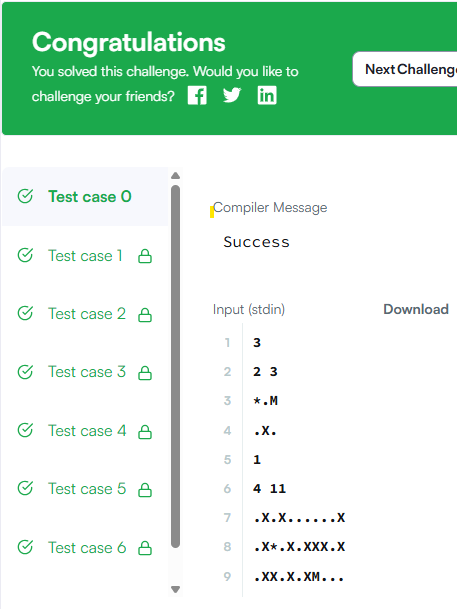 Congratulations
You solved this challenge. Would you like to
challenge your friends?
Next Challenge
Test case 0
Test case 1
Test case 2
Test case 3
Test case 4
Test case 5
Test case 6
Compiler Message
Success
Input (stdin)
Download
1 3
2 2 3
3 *.M
4 .X.
5 1
6 4 11
7 .X.X......X
8 .X*.X.XXX.X
9 .XX.X.XM...